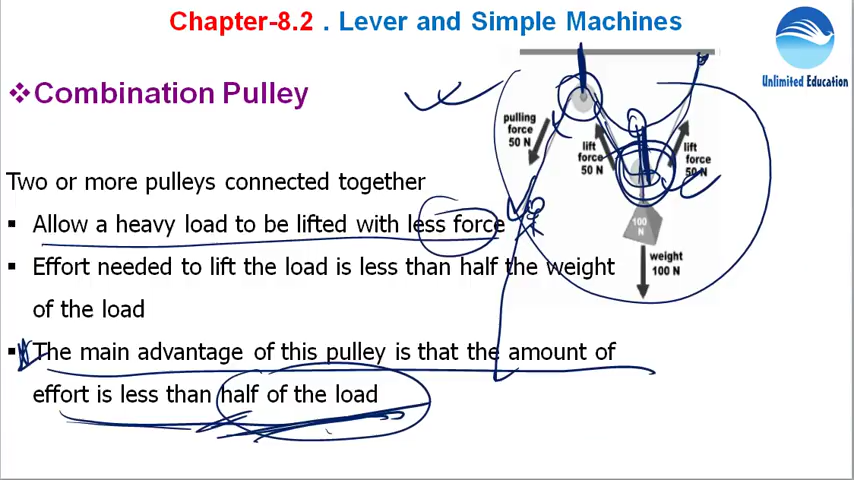 Chapter-8.2 . Lever and Simple Machines
Unlimited Education
❖Combination Pulley
pulling
force
50 N
lift
force
50 N
lift
force
50 N
Two or more pulleys connected together
▪ Allow a heavy load to be lifted with less force
100
N
▪ Effort needed to lift the load is less than half the weight
of the load
weight
100 N
▪ The main advantage of this pulley is that the amount of
effort is less than half of the load